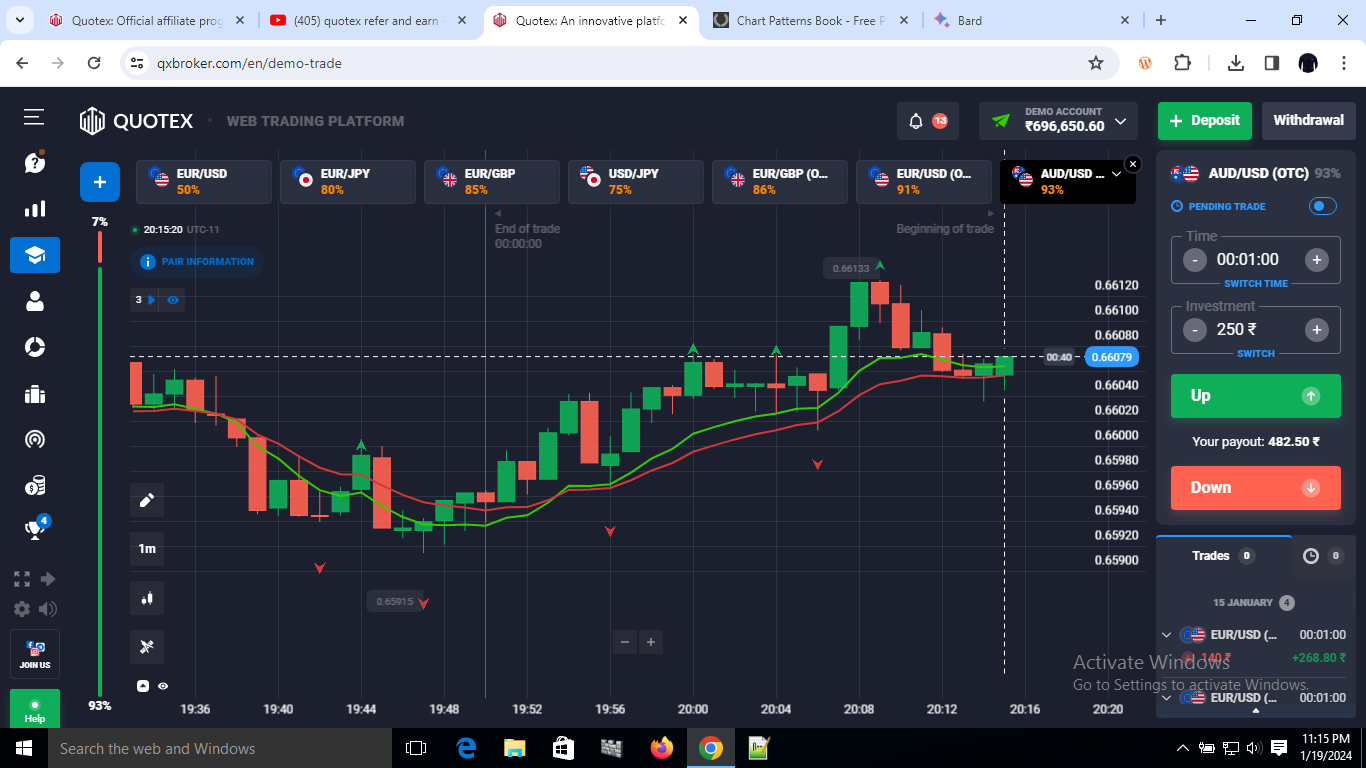 Quotex: Official affiliate prog
(405) quotex refer and earn -
Quotex: An innovative platfo
Chart Patterns Book - Free P
Bard
qxbroker.com/en/demo-trade
QUOTEX
WEB TRADING PLATFORM
13
DEMO ACCOUNT
₹696,650.60
+ Deposit
Withdrawal
EUR/USD
50%
EUR/JPY
80%
EUR/GBP
85%
USD/JPY
75%
EUR/GBP (O...
86%
EUR/USD (O...
91%
AUD/USD ...
93%
7%
20:15:20 UTC-11
PAIR INFORMATION
3
End of trade
00:00:00
Beginning of trade
0.66133
0.66120
0.66100
0.66080
00:40
0.66079
0.66040
0.66020
0.66000
0.65980
0.65960
0.65940
0.65920
0.65900
0.65915
1m
4
JOIN US
Help
93%
19:36
19:40
19:44
19:48
19:52
19:56
20:00
20:04
20:08
20:12
20:16
20:20
AUD/USD (OTC) 93%
PENDING TRADE
Time
- 00:01:00 +
SWITCH TIME
Investment
- 250 ₹ +
SWITCH
Up
Your payout: 482.50 ₹
Down
Trades 0
0
15 JANUARY 4
EUR/USD (... 00:01:00
140 ₹ +268.80 ₹
EUR/USD (... 00:01:00
Activate Windows
Go to Settings to activate Windows.
Search the web and Windows
11:15 PM
1/19/2024